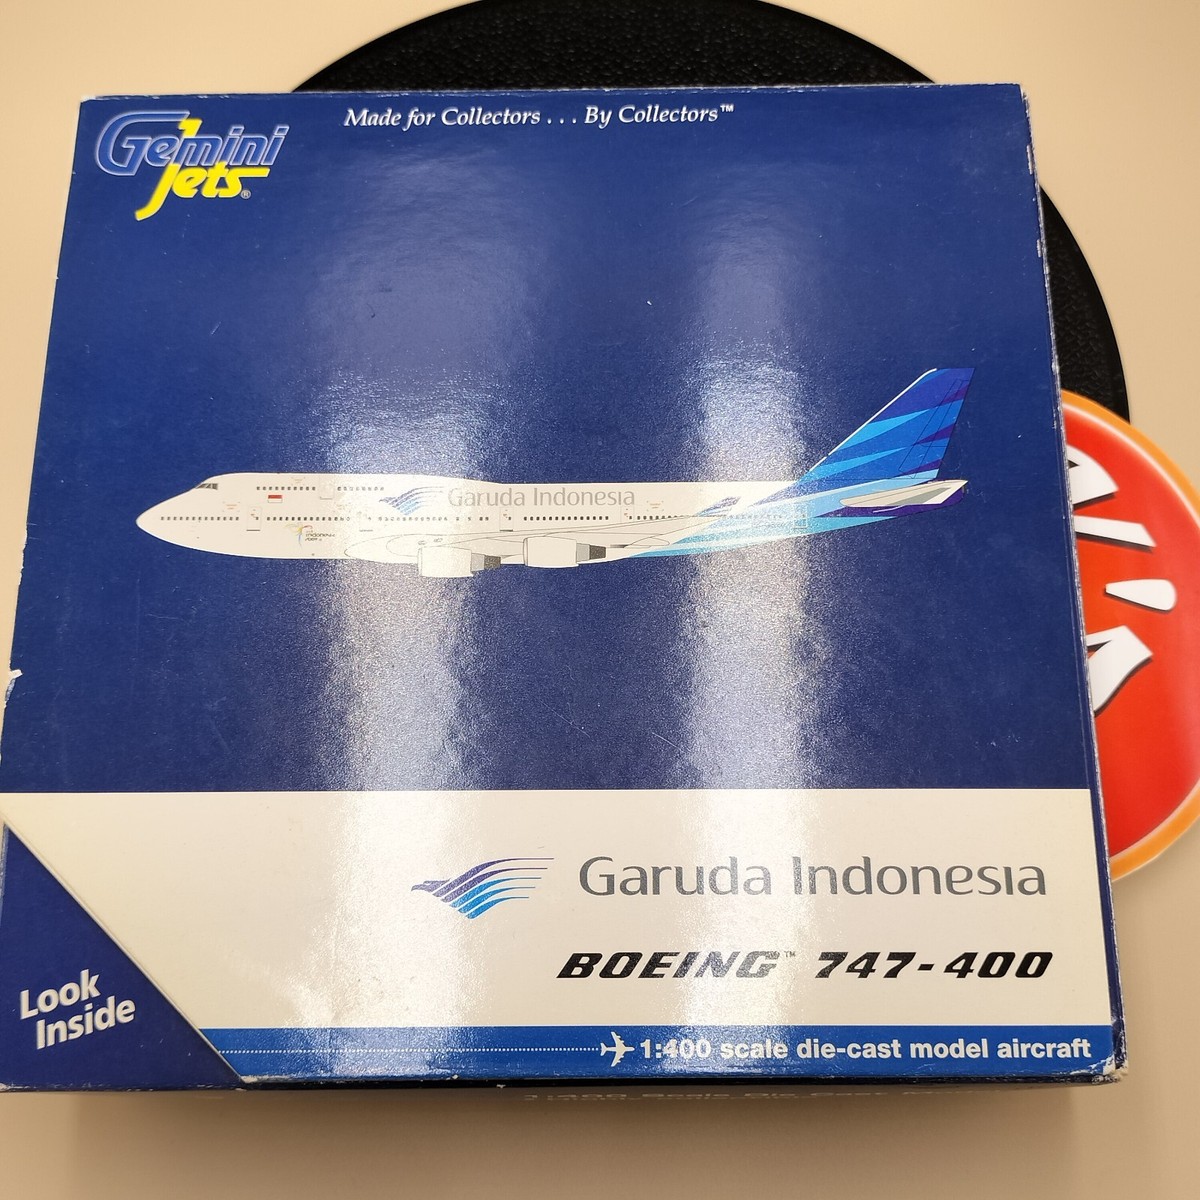 Gemini
Jets®
Made for Collectors . . . By Collectors™
Garuda Indonesia
Garuda Indonesia
BOEING™ 747-400
Look
Inside
1:400 scale die-cast model aircraft